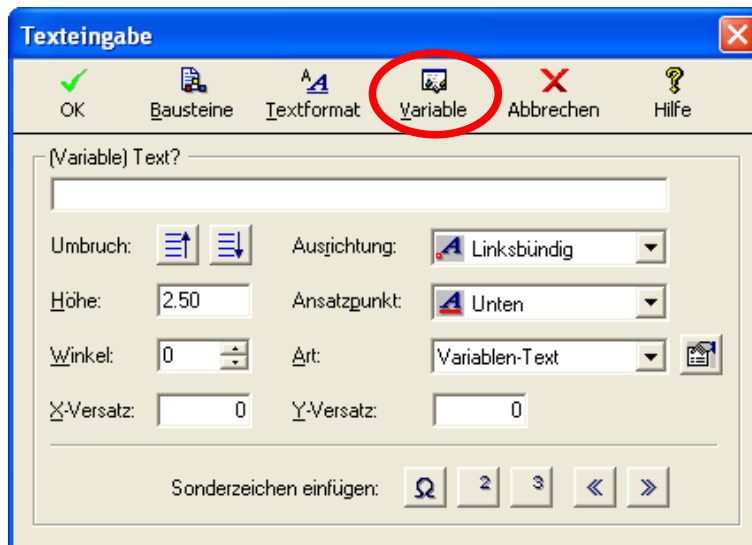 Texteingabe
OK Bausteine Textformat Variable Abbrechen Hilfe
(Variable) Text?
Umbruch: Ausrichtung: Linksbündig
Höhe: 2.50 Ansatzpunkt: Unten
Winkel: 0 Art: Variablen-Text
X-Versatz: 0 Y-Versatz: 0
Sonderzeichen einfügen: Ω 2 3 « »